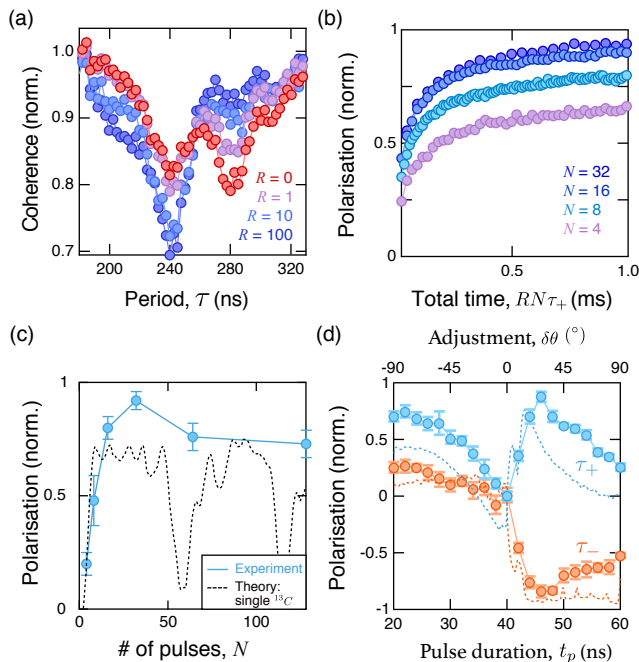 (a)
Coherence (norm.)
1.0
0.9
0.8
0.7
R = 0
R = 1
R = 10
R = 100
200
240
280
320
Period, τ (ns)
(b)
Polarisation (norm.)
1
0.5
0
N = 32
N = 16
N = 8
N = 4
0.5
1.0
Total time, RNτ₊ (ms)
(c)
Polarisation (norm.)
1
0.5
0
Experiment
Theory:
single ¹³C
0
50
100
# of pulses, N
(d)
Adjustment, δθ (°)
-90
-45
0
45
90
Polarisation (norm.)
1
0.5
0
-0.5
-1
τ₊
τ₋
20
30
40
50
60
Pulse duration, tₚ (ns)